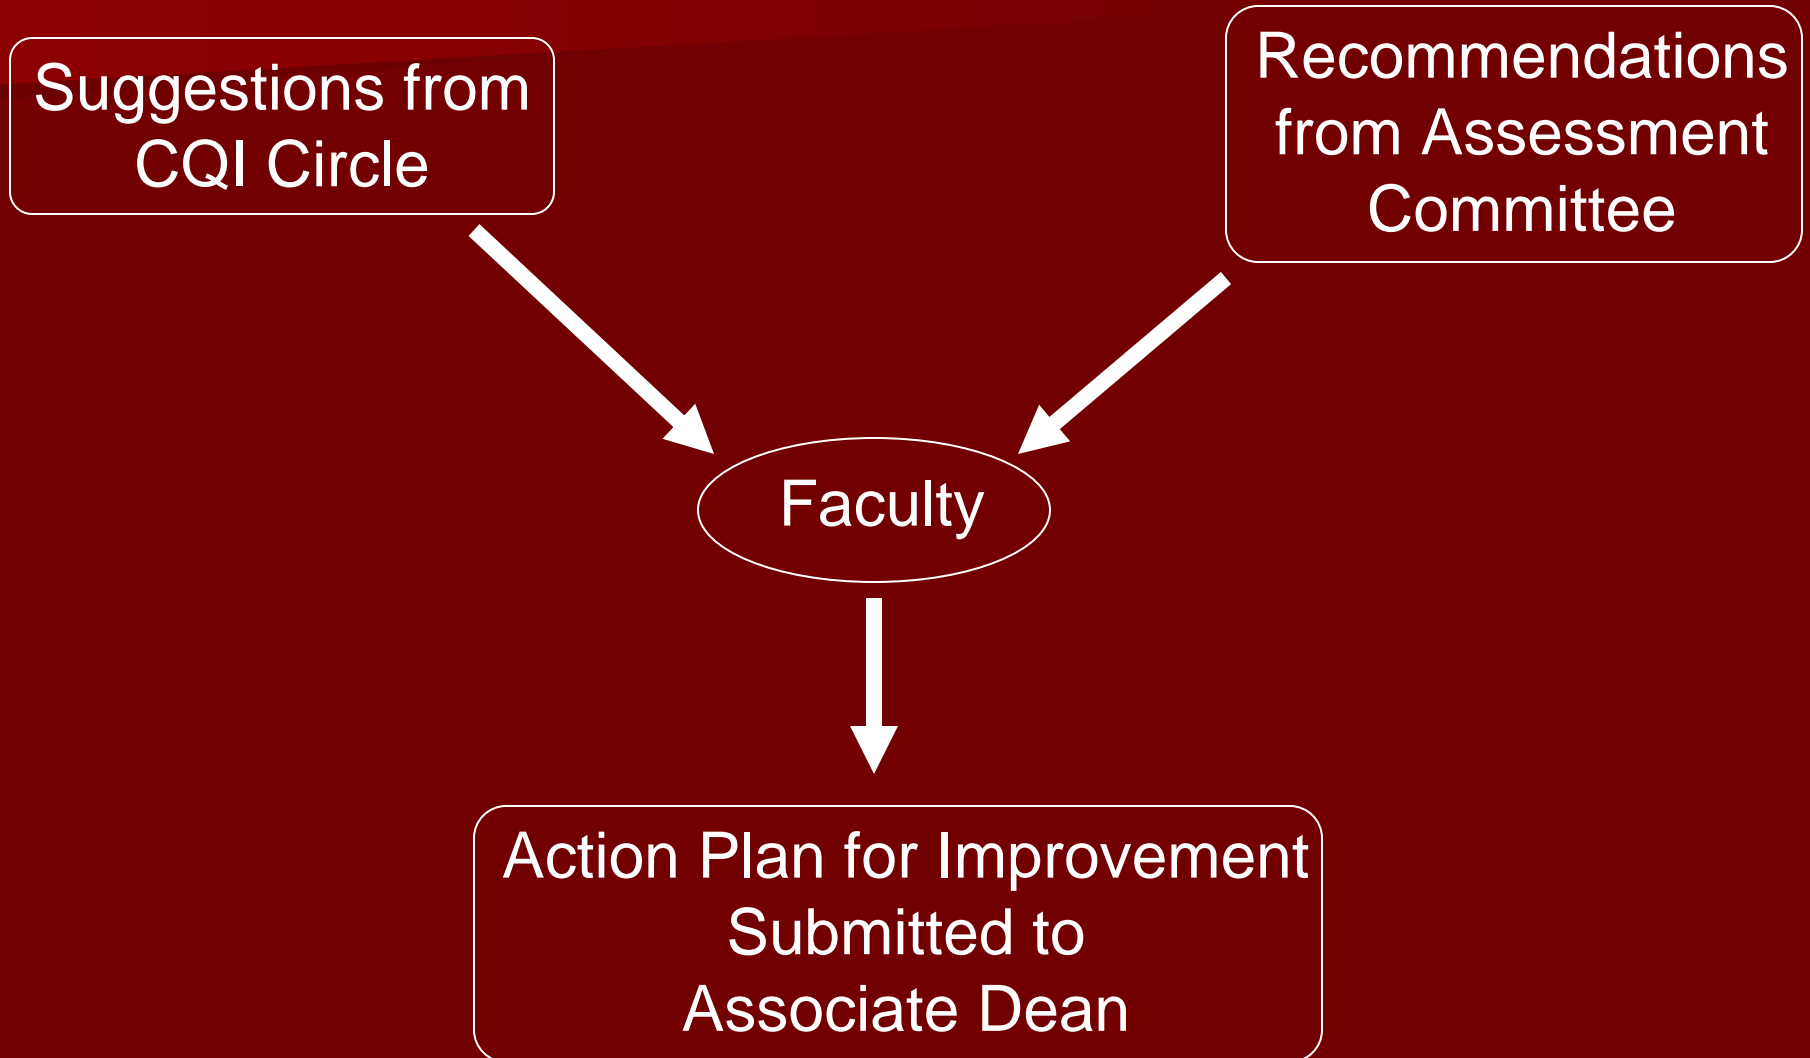 Suggestions from
CQI Circle
Recommendations
from Assessment
Committee
Faculty
Action Plan for Improvement
Submitted to
Associate Dean